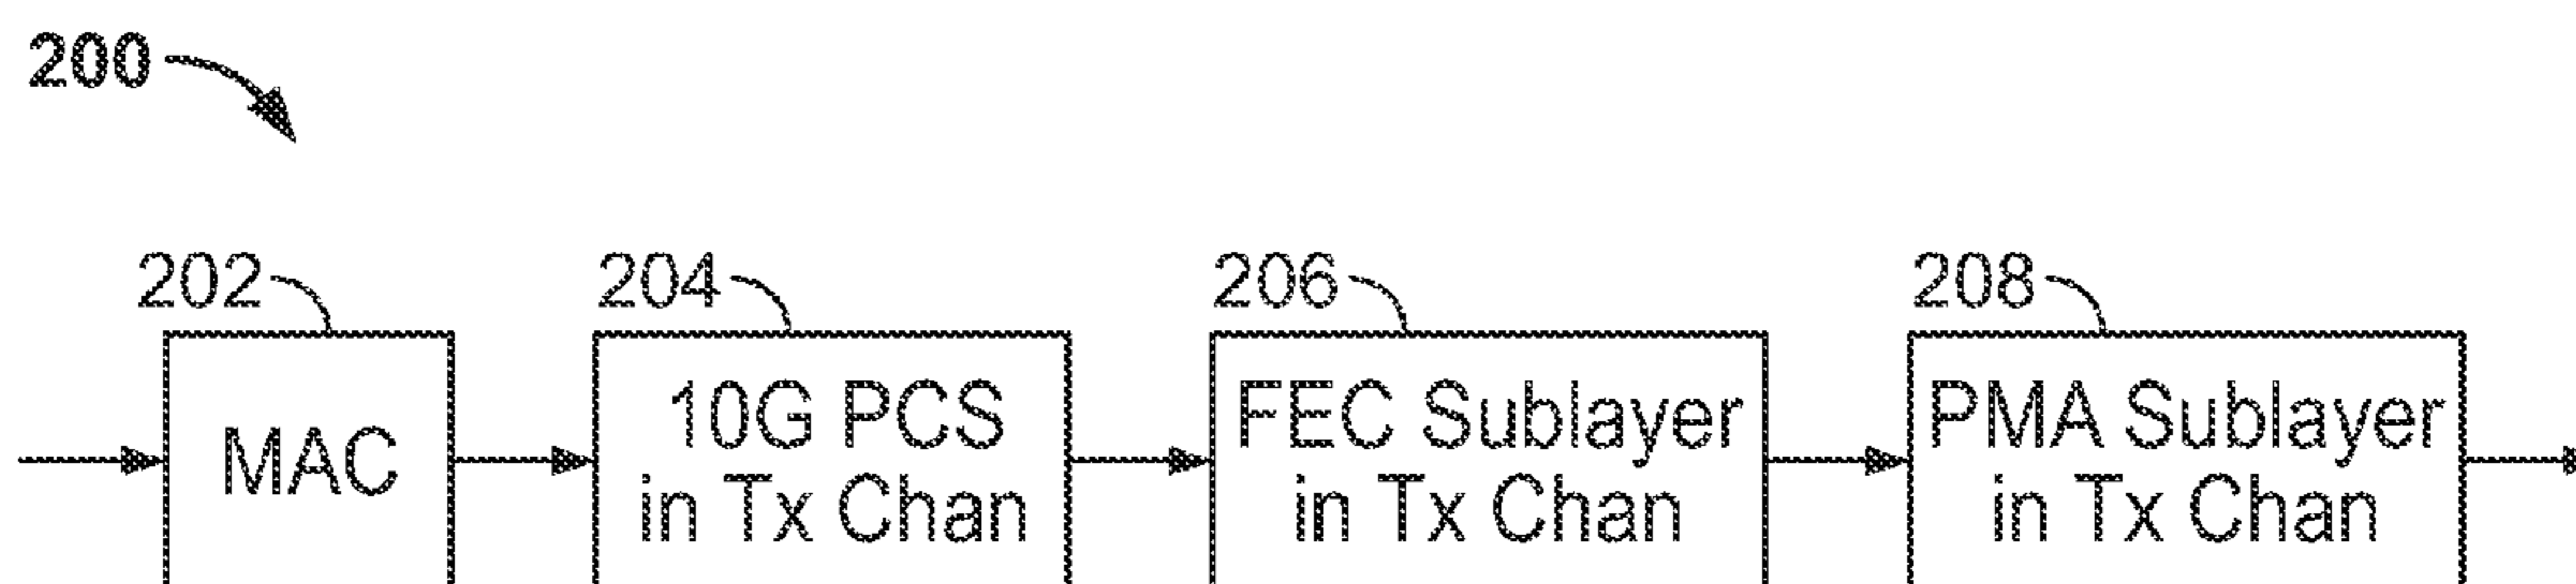 200
202 204 206 208
MAC
10G PCS
in Tx Chan
FEC Sublayer
in Tx Chan
PMA Sublayer
in Tx Chan